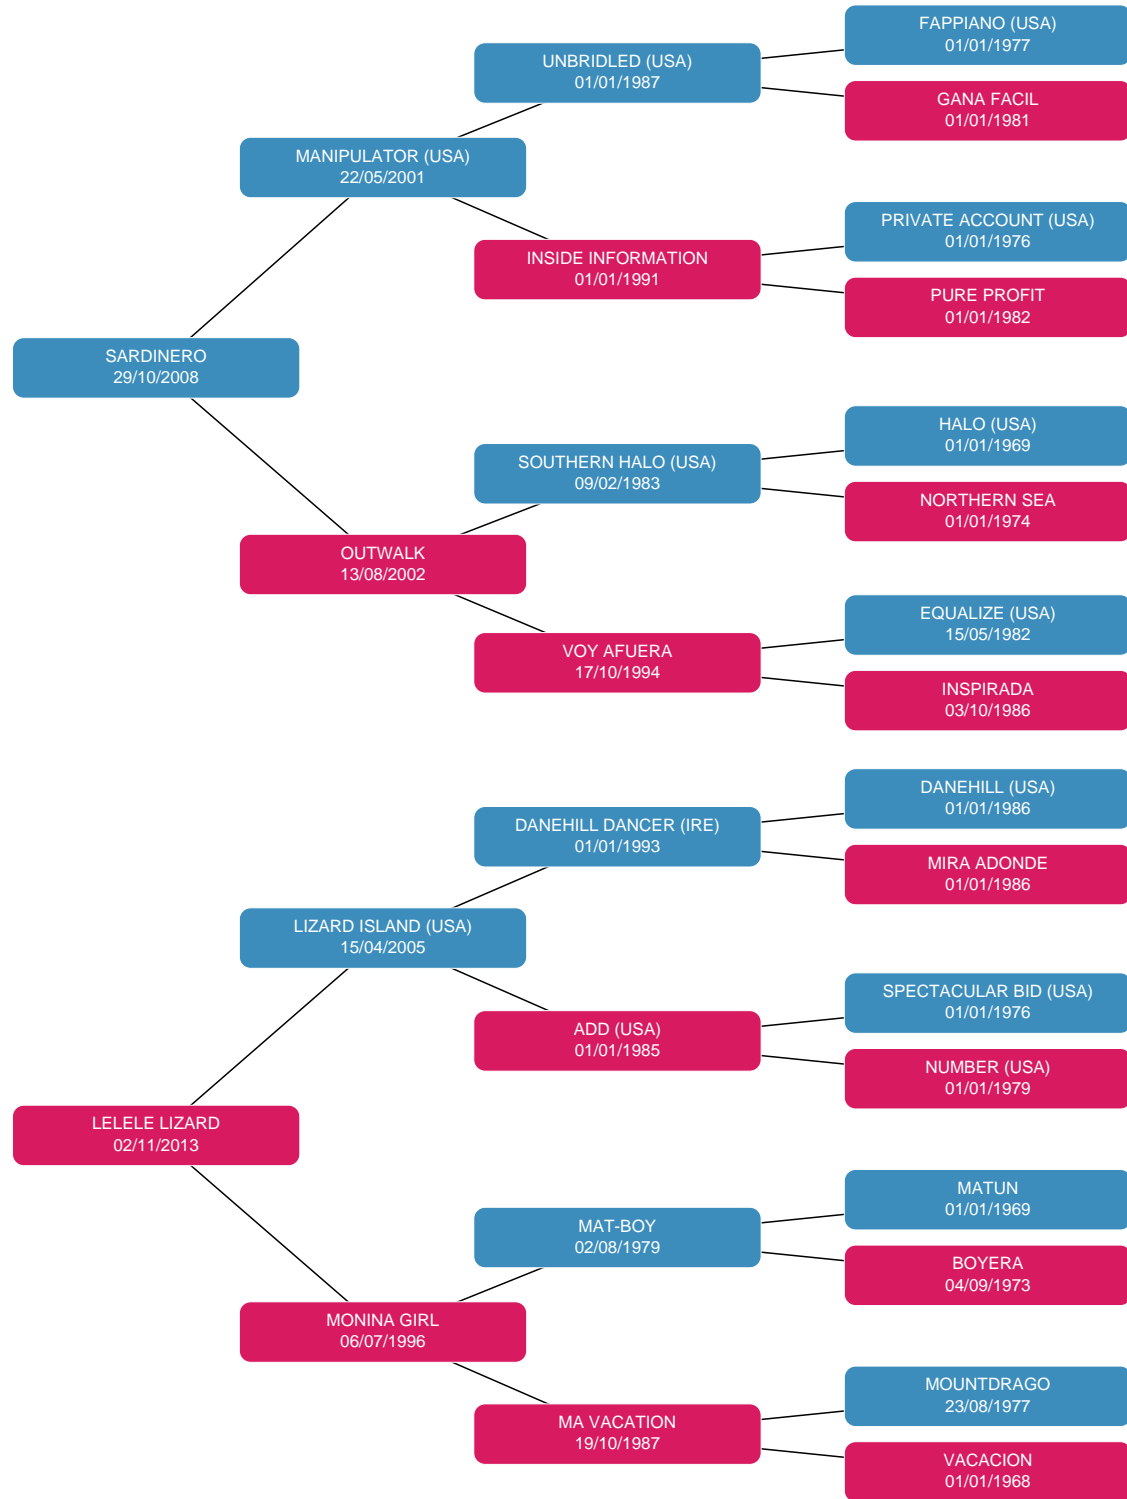 FAPPIANO (USA)
01/01/1977
UNBRIDLED (USA)
01/01/1987
GANA FACIL
01/01/1981
MANIPULATOR (USA)
22/05/2001
PRIVATE ACCOUNT (USA)
01/01/1976
INSIDE INFORMATION
01/01/1991
PURE PROFIT
01/01/1982
SARDINERO
29/10/2008
HALO (USA)
01/01/1969
SOUTHERN HALO (USA)
09/02/1983
NORTHERN SEA
01/01/1974
OUTWALK
13/08/2002
EQUALIZE (USA)
15/05/1982
VOY AFUERA
17/10/1994
INSPIRADA
03/10/1986
DANEHILL (USA)
01/01/1986
DANEHILL DANCER (IRE)
01/01/1993
MIRA ADONDE
01/01/1986
LIZARD ISLAND (USA)
15/04/2005
SPECTACULAR BID (USA)
01/01/1976
ADD (USA)
01/01/1985
NUMBER (USA)
01/01/1979
LELELE LIZARD
02/11/2013
MATUN
01/01/1969
MAT-BOY
02/08/1979
BOYERA
04/09/1973
MONINA GIRL
06/07/1996
MOUNTDRAGO
23/08/1977
MA VACATION
19/10/1987
VACACION
01/01/1968